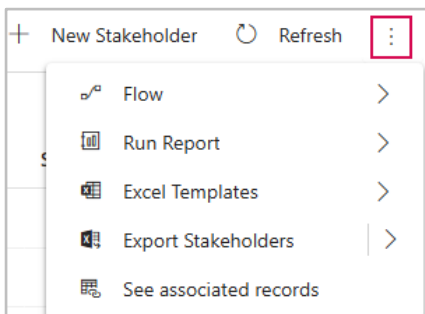 New Stakeholder Refresh
Flow
Run Report
Excel Templates
Export Stakeholders
See associated records